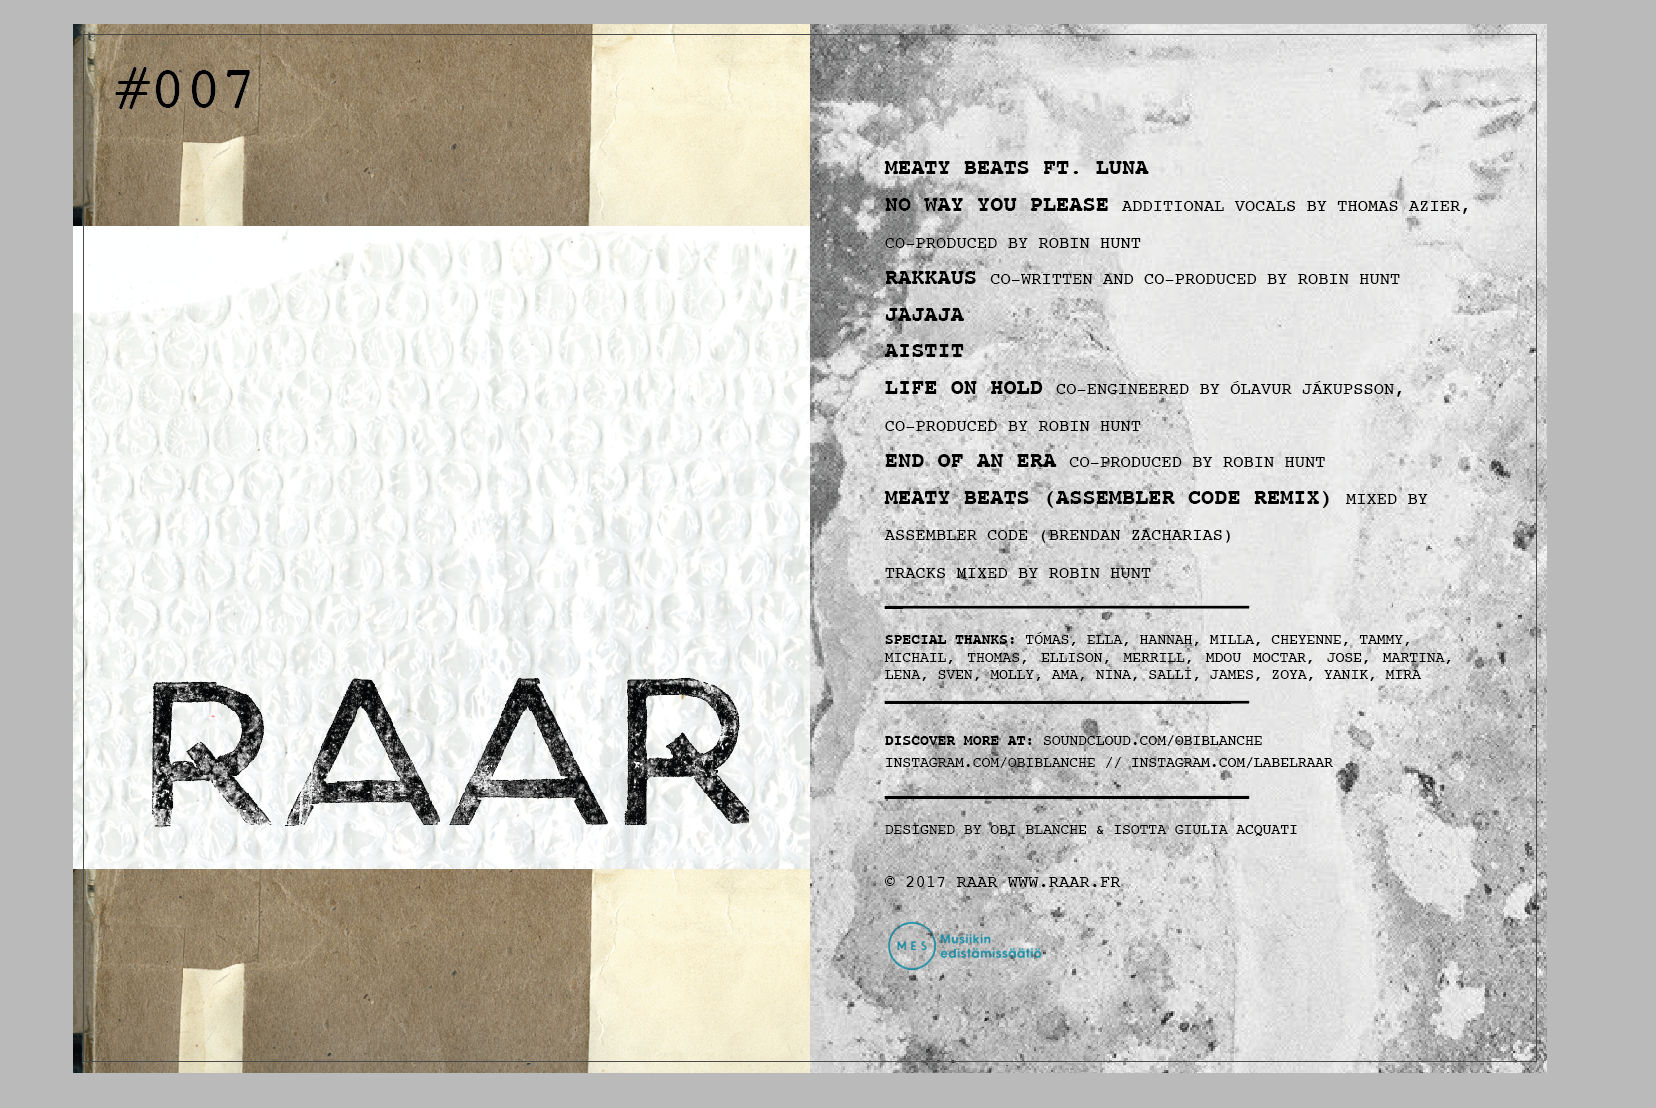 #007
RAAR
MEATY BEATS FT. LUNA
NO WAY YOU PLEASE ADDITIONAL VOCALS BY THOMAS AZIER,
CO-PRODUCED BY ROBIN HUNT
RAKKAUS CO-WRITTEN AND CO-PRODUCED BY ROBIN HUNT
JAJAJA
AISTIT
LIFE ON HOLD CO-ENGINEERED BY ÓLAVUR JÁKUPSSON,
CO-PRODUCED BY ROBIN HUNT
END OF AN ERA CO-PRODUCED BY ROBIN HUNT
MEATY BEATS (ASSEMBLER CODE REMIX) MIXED BY
ASSEMBLER CODE (BRENDAN ZACHARIAS)
TRACKS MIXED BY ROBIN HUNT
SPECIAL THANKS: TÓMAS, ELLA, HANNAH, MILLA, CHEYENNE, TAMMY,
MICHAIL, THOMAS, ELLISON, MERRILL, MDOU MOCTAR, JOSE, MARTINA,
LENA, SVEN, MOLLY, AMA, NINA, SALLI, JAMES, ZOYA, YANIK, MIRA
DISCOVER MORE AT: SOUNDCLOUD.COM/OBIBLANCHE
INSTAGRAM.COM/OBIBLANCHE // INSTAGRAM.COM/LABELRAAR
DESIGNED BY OBI BLANCHE & ISOTTA GIULIA ACQUATI
© 2017 RAAR WWW.RAAR.FR
MES Musiikin
edistämissäätiö